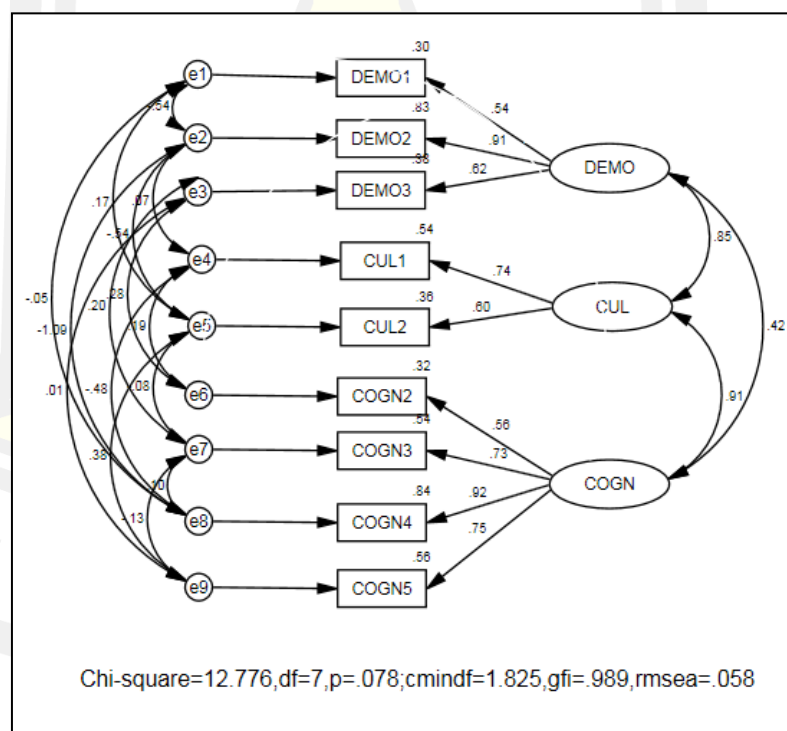 .30
e1 DEMO1
-.54 .54
.83
e2 DEMO2 .91
.38 DEMO
e3 DEMO3 .62
.17 .07
-.54
.54 .85
e4 CUL1 .74
-.05 .28
.20 .36 CUL
-1.09 .19 e5 CUL2 .60 .42
.32
.01 -.48 .08 e6 COGN2 .56 .91
.54
.38 e7 COGN3 .73
.10 .84 COGN
-.13 e8 COGN4 .92
.56 .75
e9 COGN5
Chi-square=12.776,df=7,p=.078;cmindf=1.825,gfi=.989,rmsea=.058